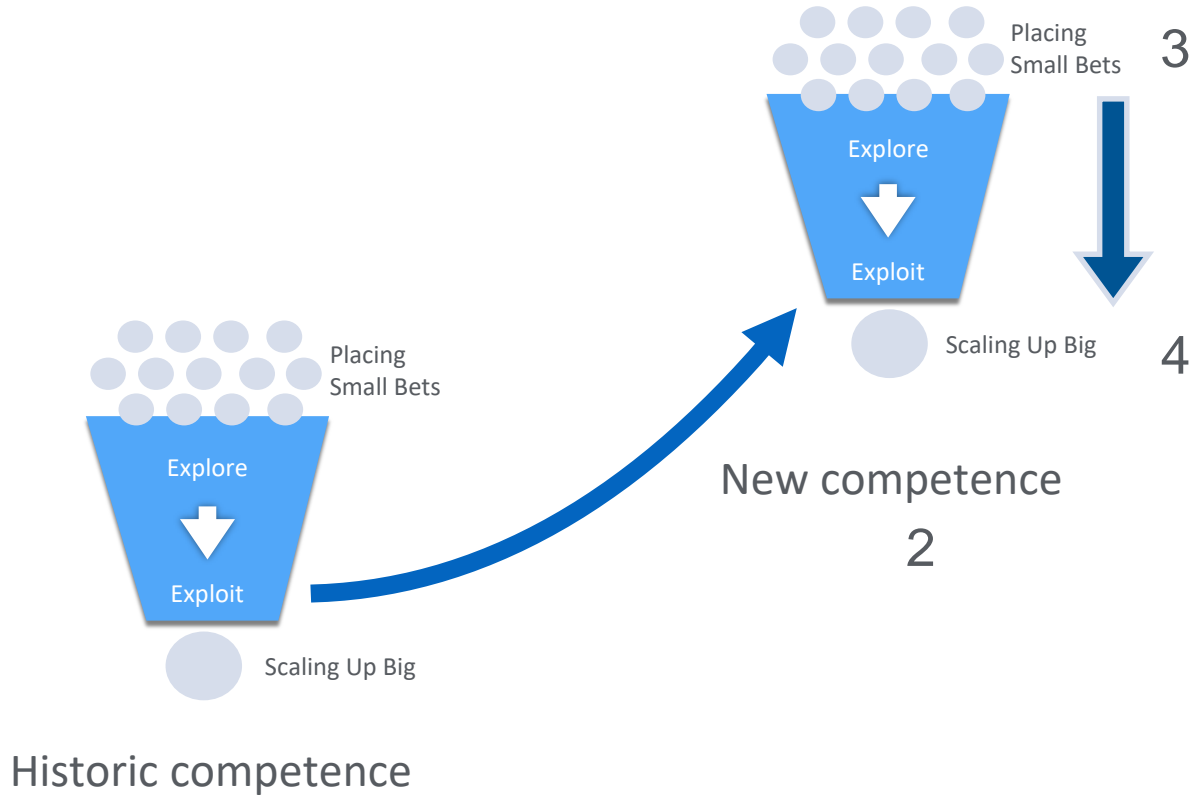 Placing
Small Bets
3
Explore
Exploit
Scaling Up Big
4
New competence
2
Placing
Small Bets
Explore
Exploit
Scaling Up Big
Historic competence